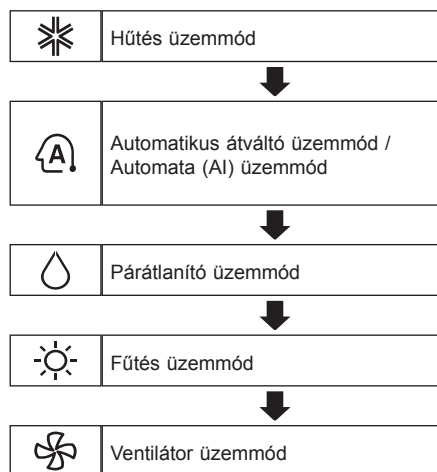 Hűtés üzemmód
A
Automatikus átváltó üzemmód /
Automata (AI) üzemmód
Párátlanító üzemmód
Fűtés üzemmód
Ventilátor üzemmód